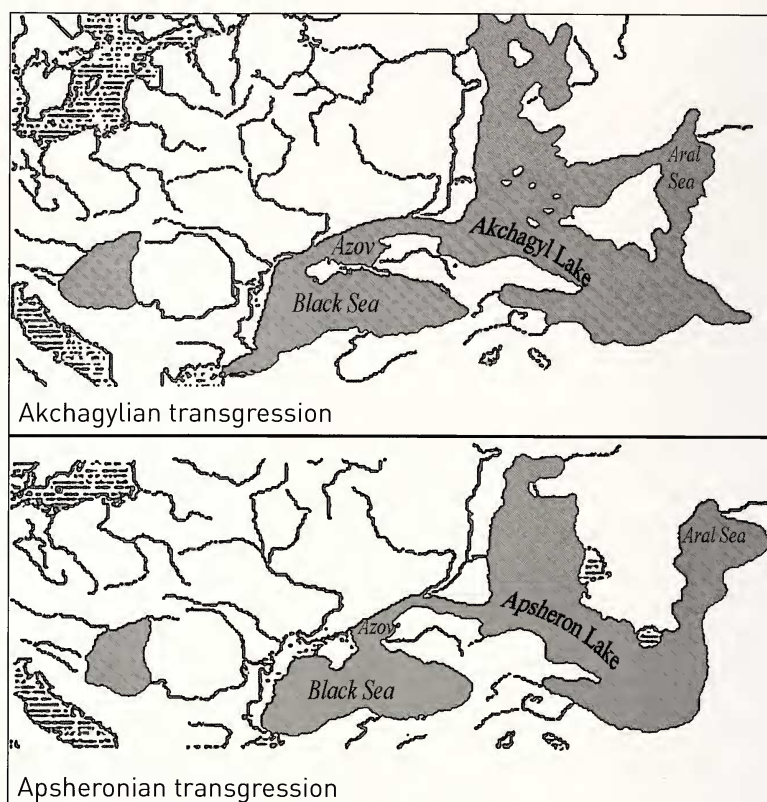 Aral
Sea
Azov
Akchagyl Lake
Black Sea
Akchagylian transgression
Aral Sea
Apsheron Lake
Azov
Black Sea
Apsheronian transgression